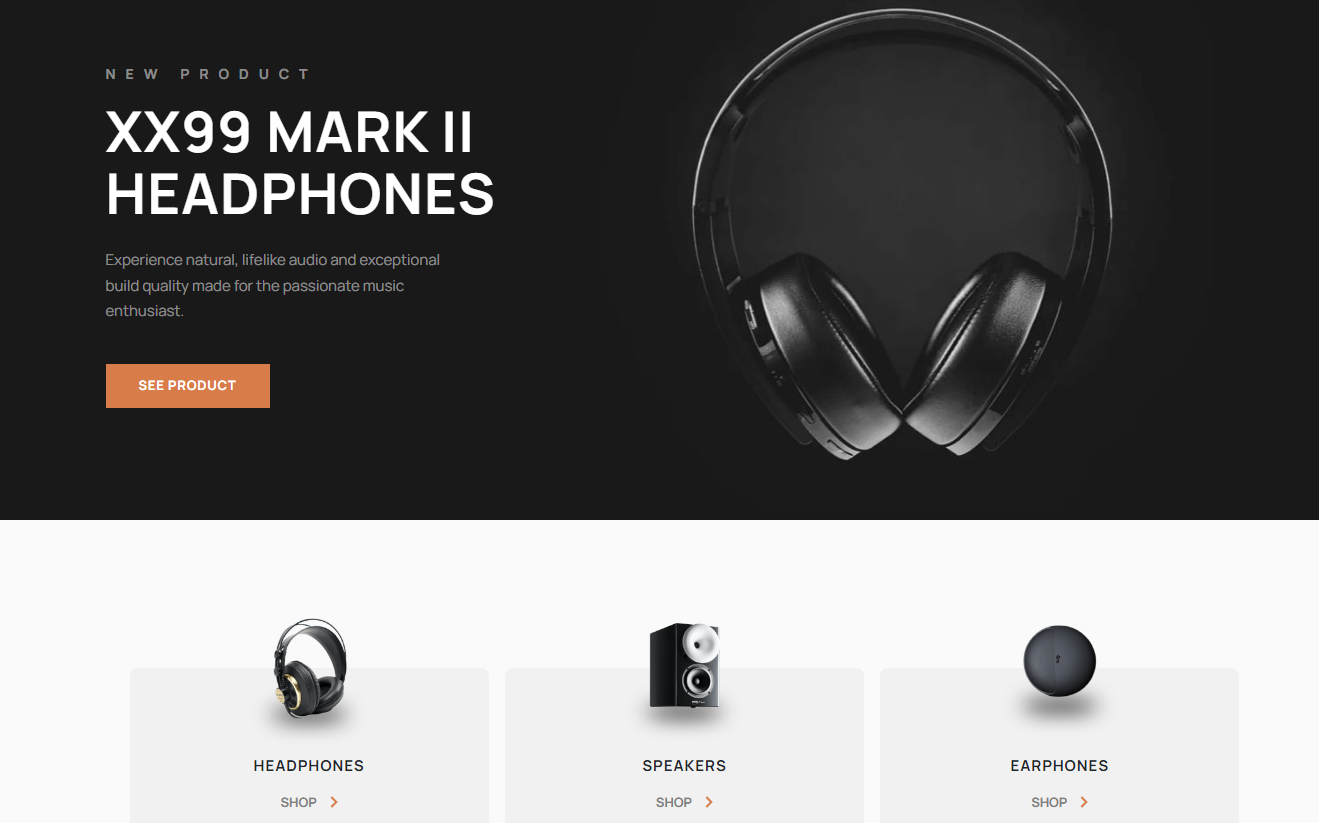 NEW PRODUCT
XX99 MARK II
HEADPHONES
Experience natural, lifelike audio and exceptional
build quality made for the passionate music
enthusiast.
SEE PRODUCT
HEADPHONES
SPEAKERS
EARPHONES
SHOP
SHOP
SHOP